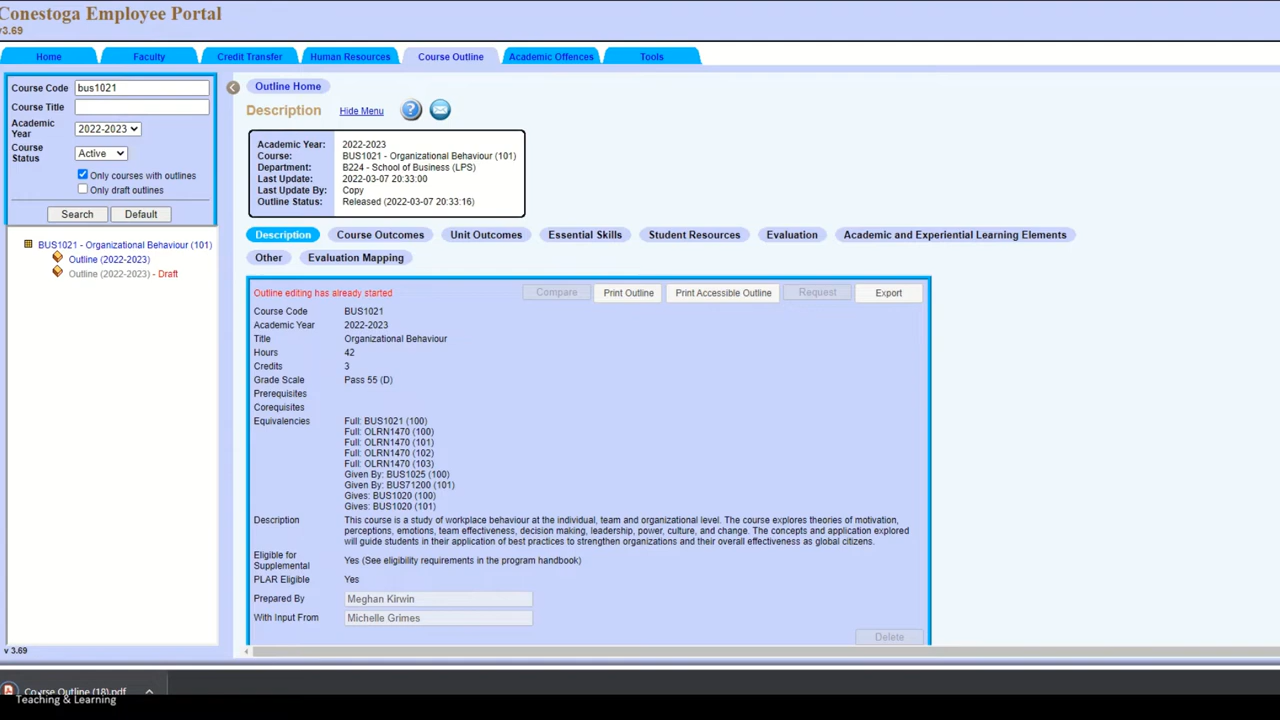 Conestoga Employee Portal
v3.69
Home Faculty Credit Transfer Human Resources Course Outline Academic Offences Tools
Course Code bus1021
Course Title
Academic Year 2022-2023
Course Status Active
Only courses with outlines
Only draft outlines
Search Default
BUS1021 - Organizational Behaviour (101)
Outline (2022-2023)
Outline (2022-2023) - Draft
v 3.69
Outline Home
Description Hide Menu ?
Academic Year: 2022-2023
Course: BUS1021 - Organizational Behaviour (101)
Department: B224 - School of Business (LPS)
Last Update: 2022-03-07 20:33:00
Last Update By: Copy
Outline Status: Released (2022-03-07 20:33:16)
Description Course Outcomes Unit Outcomes Essential Skills Student Resources Evaluation Academic and Experiential Learning Elements
Other Evaluation Mapping
Outline editing has already started Compare Print Outline Print Accessible Outline Request Export
Course Code BUS1021
Academic Year 2022-2023
Title Organizational Behaviour
Hours 42
Credits 3
Grade Scale Pass 55 (D)
Prerequisites
Corequisites
Equivalencies Full: BUS1021 (100)
Full: OLRN1470 (100)
Full: OLRN1470 (101)
Full: OLRN1470 (102)
Full: OLRN1470 (103)
Given By: BUS1025 (100)
Given By: BUS71200 (101)
Gives: BUS1020 (100)
Gives: BUS1020 (101)
Description This course is a study of workplace behaviour at the individual, team and organizational level. The course explores theories of motivation,
perceptions, emotions, team effectiveness, decision making, leadership, power, culture, and change. The concepts and application explored
will guide students in their application of best practices to strengthen organizations and their overall effectiveness as global citizens.
Eligible for Supplemental Yes (See eligibility requirements in the program handbook)
PLAR Eligible Yes
Prepared By Meghan Kirwin
With Input From Michelle Grimes
Delete
Course Outline (18).pdf
Teaching & Learning